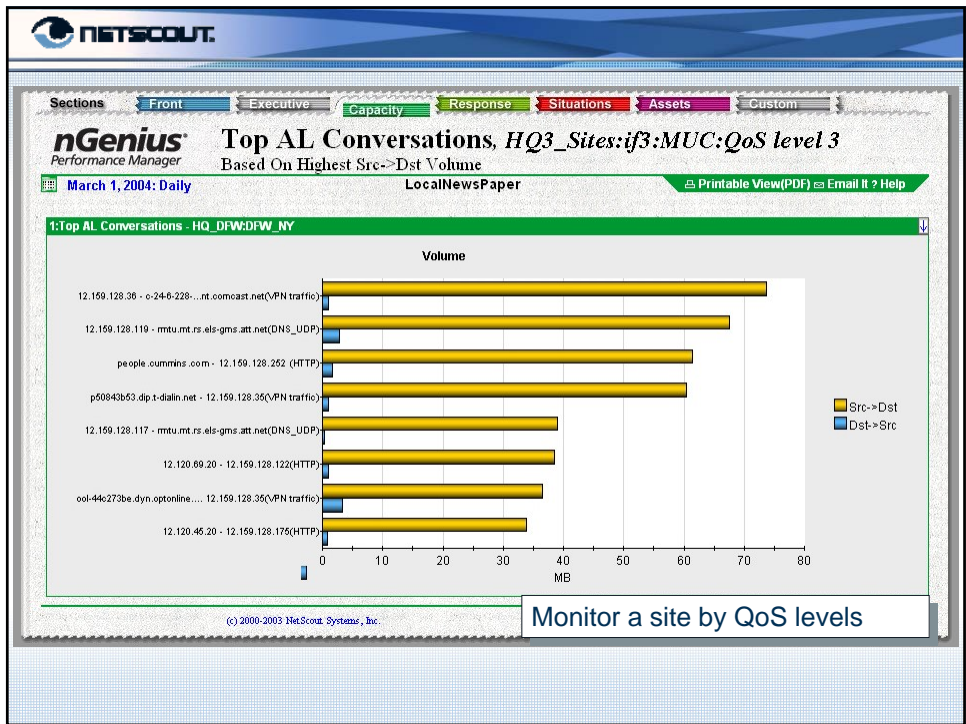 NETSCOUT.
Sections Front Executive Capacity Response Situations Assets Custom
nGenius
Performance Manager
Top AL Conversations, HQ3_Sites:if3:MUC:QoS level 3
Based On Highest Src->Dst Volume
March 1, 2004: Daily LocalNewsPaper Printable View(PDF) Email It ? Help
1:Top AL Conversations - HQ_DFW:DFW_NY
Volume
12.159.128.36 - c-24-6-228-...nt.comcast.net(VPN traffic)
12.159.128.119 - rmtu.mt.rs.els-gms.att.net(DNS_UDP)
people.cummins.com - 12.159.128.252 (HTTP)
p50843b53.dip.t-dialin.net - 12.159.128.35(VPN traffic)
12.159.128.117 - rmtu.mt.rs.els-gms.att.net(DNS_UDP)
12.120.69.20 - 12.159.128.122(HTTP)
ool-44c273be.dyn.optonline.... 12.159.128.35(VPN traffic)
12.120.45.20 - 12.159.128.175(HTTP)
Src->Dst
Dst->Src
0 10 20 30 40 50 60 70 80
MB
(c) 2000-2003 NetScout Systems, Inc.
Monitor a site by QoS levels